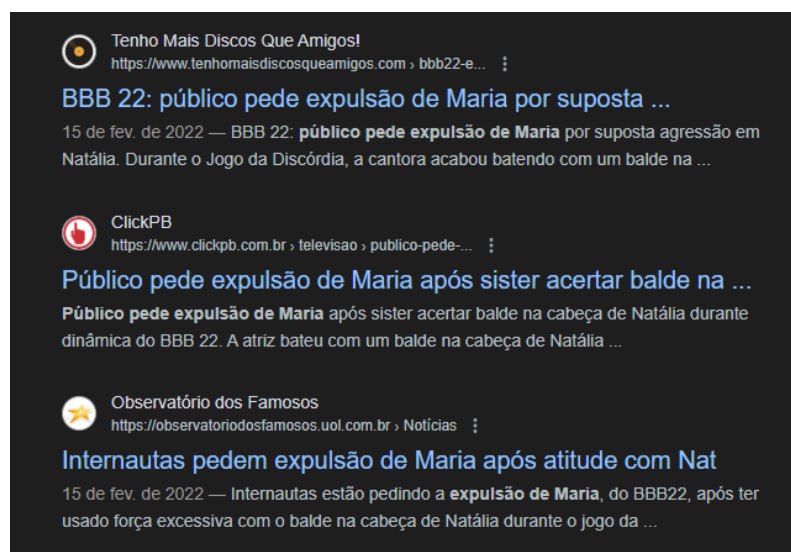 Tenho Mais Discos Que Amigos!
https://www.tenhomaisdiscosqueamigos.com › bbb22-e...
BBB 22: público pede expulsão de Maria por suposta ...
15 de fev. de 2022 — BBB 22: público pede expulsão de Maria por suposta agressão em
Natália. Durante o Jogo da Discórdia, a cantora acabou batendo com um balde na ...
ClickPB
https://www.clickpb.com.br › televisao › publico-pede-...
Público pede expulsão de Maria após sister acertar balde na ...
Público pede expulsão de Maria após sister acertar balde na cabeça de Natália durante
dinâmica do BBB 22. A atriz bateu com um balde na cabeça de Natália ...
Observatório dos Famosos
https://observatoriodosfamosos.uol.com.br › Notícias
Internautas pedem expulsão de Maria após atitude com Nat
15 de fev. de 2022 — Internautas estão pedindo a expulsão de Maria, do BBB22, após ter
usado força excessiva com o balde na cabeça de Natália durante o jogo da ...